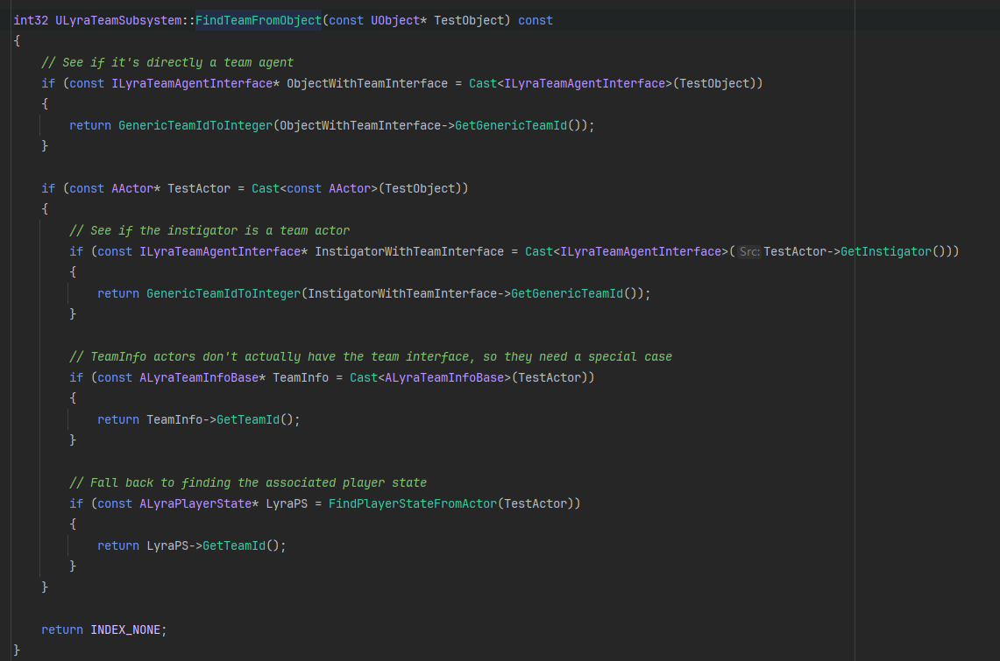 int32 ULyraTeamSubsystem::FindTeamFromObject(const UObject* TestObject) const
{
    // See if it's directly a team agent
    if (const ILyraTeamAgentInterface* ObjectWithTeamInterface = Cast<ILyraTeamAgentInterface>(TestObject))
    {
        return GenericTeamIdToInteger(ObjectWithTeamInterface->GetGenericTeamId());
    }

    if (const AActor* TestActor = Cast<const AActor>(TestObject))
    {
        // See if the instigator is a team actor
        if (const ILyraTeamAgentInterface* InstigatorWithTeamInterface = Cast<ILyraTeamAgentInterface>( Src: TestActor->GetInstigator()))
        {
            return GenericTeamIdToInteger(InstigatorWithTeamInterface->GetGenericTeamId());
        }

        // TeamInfo actors don't actually have the team interface, so they need a special case
        if (const ALyraTeamInfoBase* TeamInfo = Cast<ALyraTeamInfoBase>(TestActor))
        {
            return TeamInfo->GetTeamId();
        }

        // Fall back to finding the associated player state
        if (const ALyraPlayerState* LyraPS = FindPlayerStateFromActor(TestActor))
        {
            return LyraPS->GetTeamId();
        }
    }

    return INDEX_NONE;
}